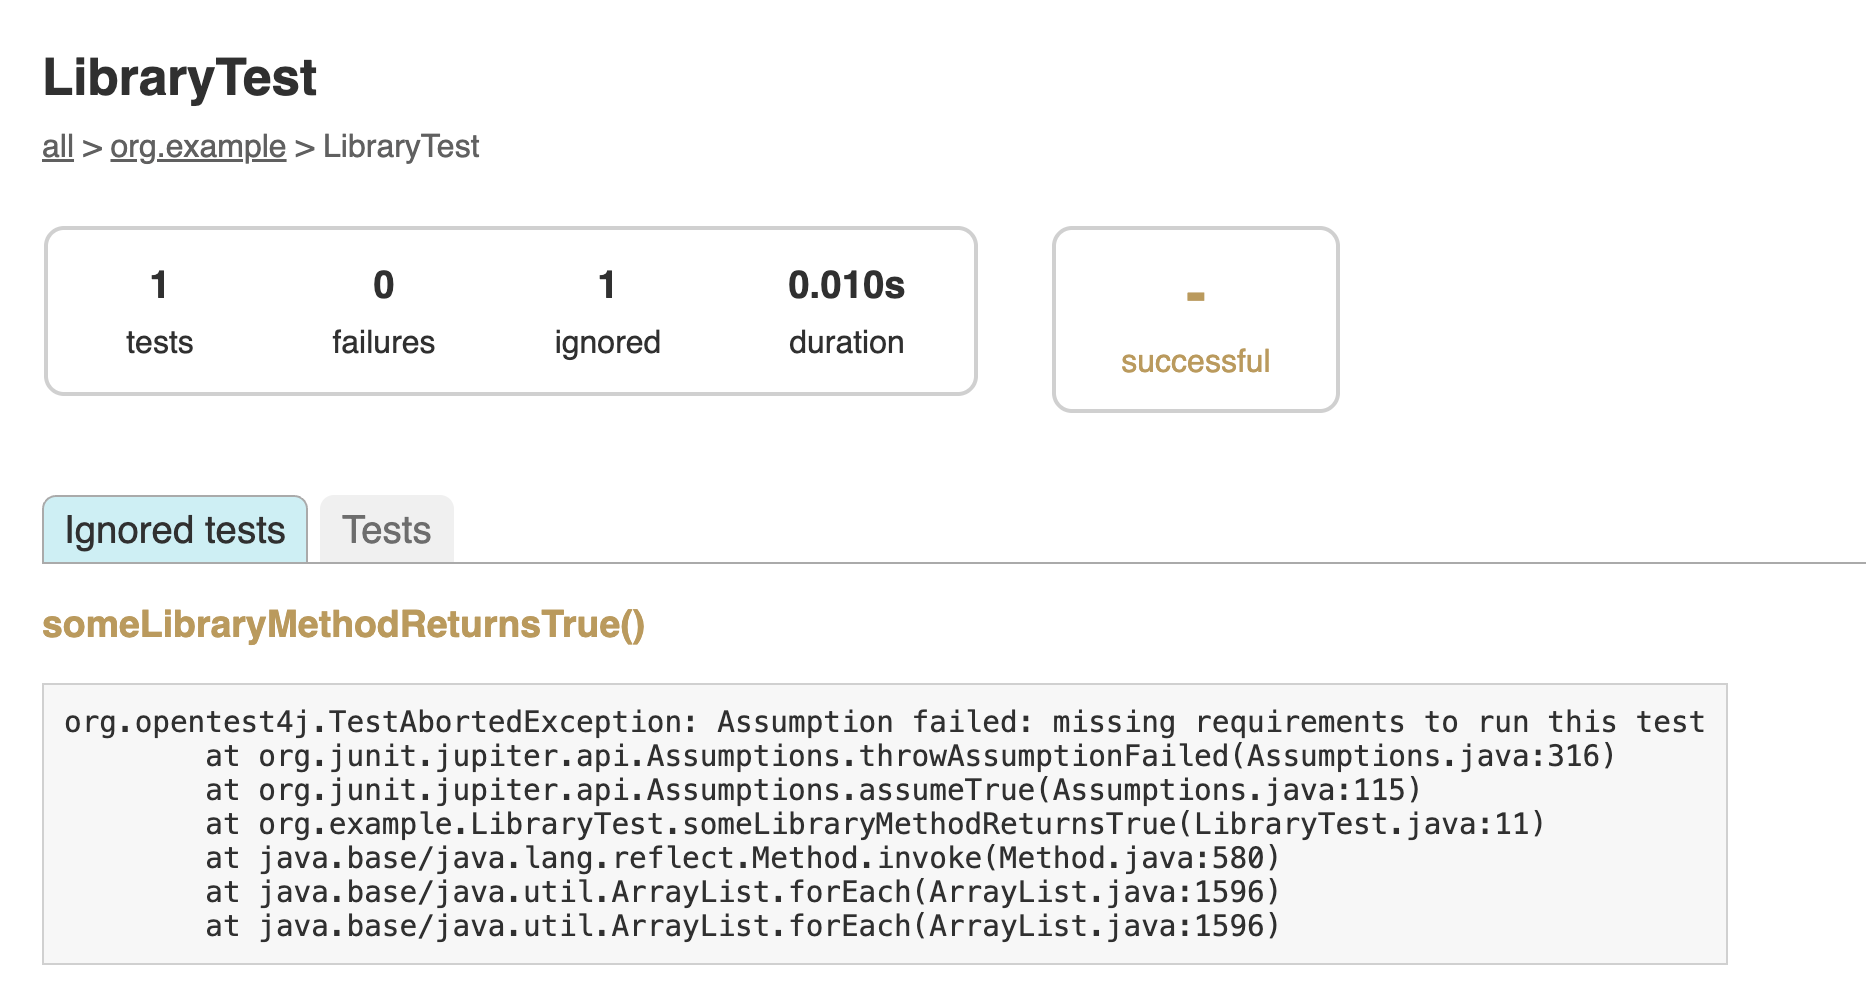 LibraryTest
all > org.example > LibraryTest
1 0 1 0.010s
tests failures ignored duration
-
successful
Ignored tests Tests
someLibraryMethodReturnsTrue()
org.opentest4j.TestAbortedException: Assumption failed: missing requirements to run this test
at org.junit.jupiter.api.Assumptions.throwAssumptionFailed(Assumptions.java:316)
at org.junit.jupiter.api.Assumptions.assumeTrue(Assumptions.java:115)
at org.example.LibraryTest.someLibraryMethodReturnsTrue(LibraryTest.java:11)
at java.base/java.lang.reflect.Method.invoke(Method.java:580)
at java.base/java.util.ArrayList.forEach(ArrayList.java:1596)
at java.base/java.util.ArrayList.forEach(ArrayList.java:1596)